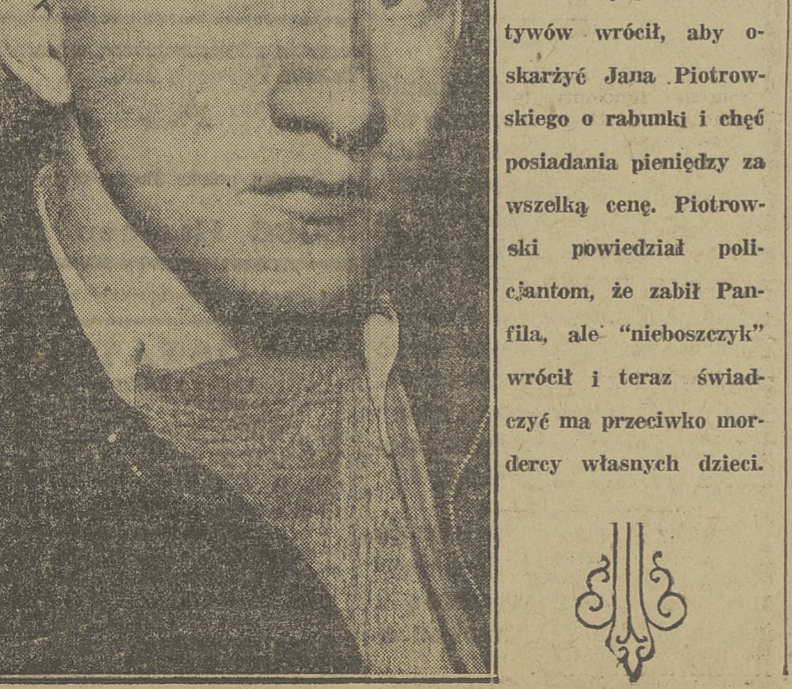 tywów wrócił, aby o-
skarżyć Jana Piotrow-
skiego o rabunki i chęć
posiadania pieniędzy za
wszelką cenę. Piotrow-
ski powiedział poli-
cjantom, że zabił Pan-
fila, ale “nieboszczyk”
wrócił i teraz świad-
czyć ma przeciwko mor-
dercy własnych dzieci.